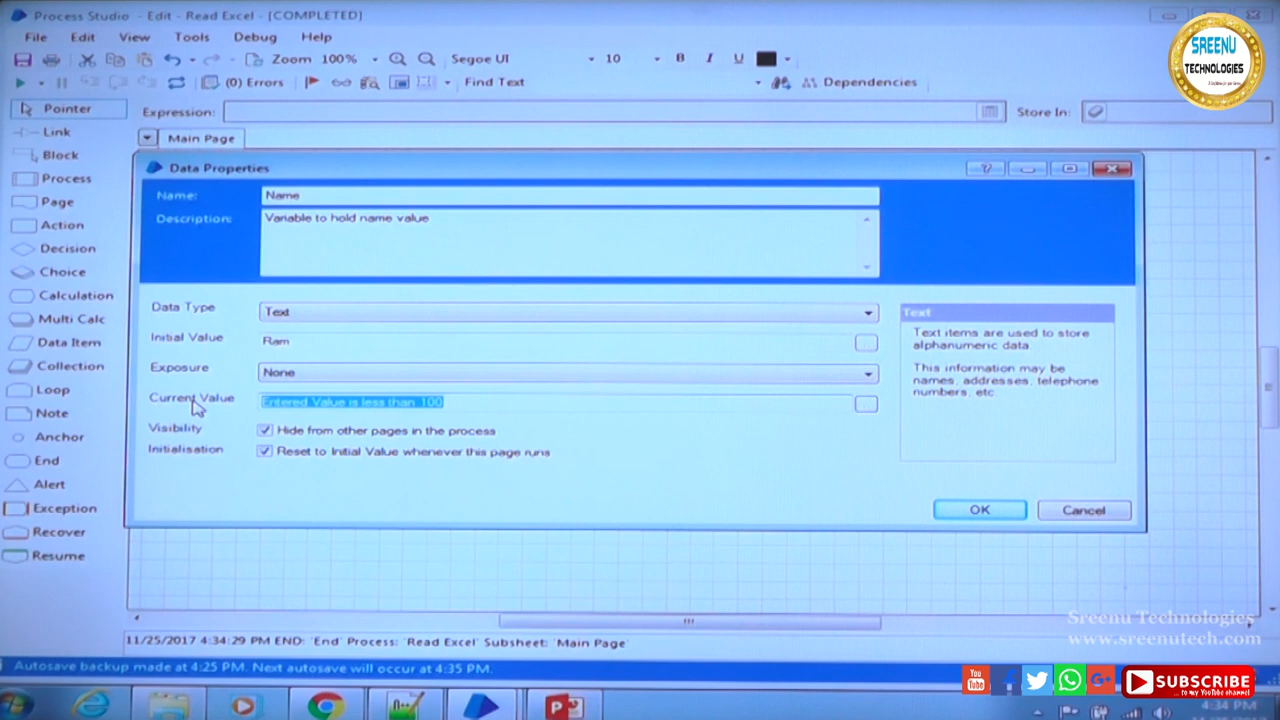 Process Studio - Edit - Read Excel - [COMPLETED]
File Edit View Tools Debug Help
Zoom 100% Segoe UI 10 B I U
(0) Errors Find Text Dependencies
Pointer Expression: Store In:
Link Main Page
Block
Process
Page
Action
Decision
Choice
Calculation
Multi Calc
Data Item
Collection
Loop
Note
Anchor
End
Alert
Exception
Recover
Resume
Data Properties
Name: Name
Description: Variable to hold name value
Data Type Text
Initial Value Ram
Exposure None
Current Value Entered Value is less than 100
Visibility Hide from other pages in the process
Initialisation Reset to Initial Value whenever this page runs
Text
Text items are used to store
alphanumeric data.
This information may be
names, addresses, telephone
numbers, etc.
OK Cancel
11/25/2017 4:34:29 PM END: 'End' Process: 'Read Excel' Subsheet: 'Main Page'
Autosave backup made at 4:25 PM. Next autosave will occur at 4:35 PM.
4:34 PM
SREENU
TECHNOLOGIES
Sreenu Technologies
www.sreenutech.com
You
Tube
SUBSCRIBE
... to my YouTube channel